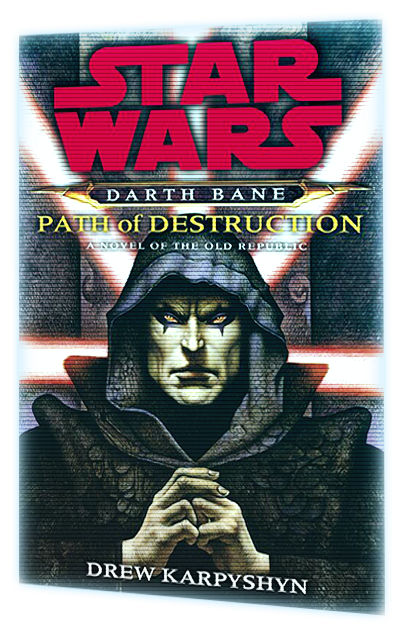 STAR
WARS
DARTH BANE
PATH of DESTRUCTION
A NOVEL OF THE OLD REPUBLIC
DREW KARPYSHYN